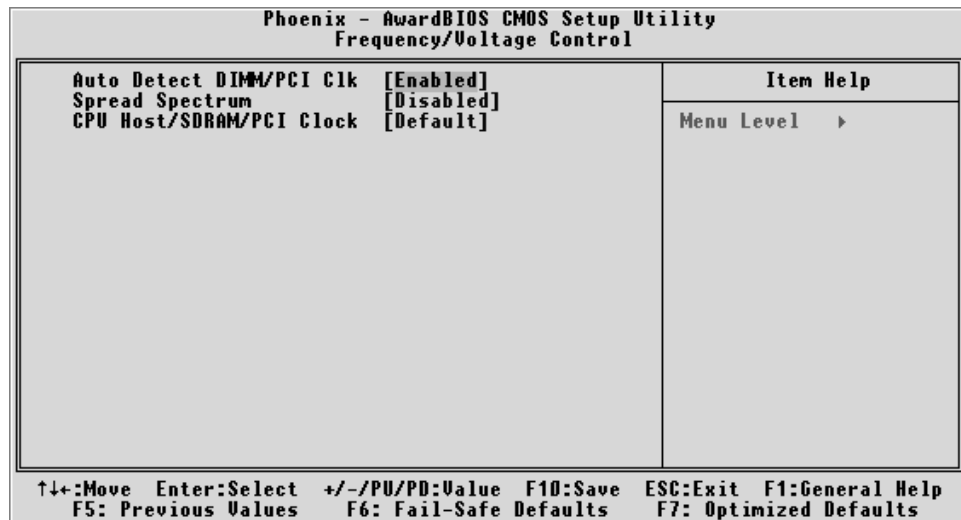 Phoenix - AwardBIOS CMOS Setup Utility
Frequency/Voltage Control
Auto Detect DIMM/PCI Clk [Enabled]
Spread Spectrum [Disabled]
CPU Host/SDRAM/PCI Clock [Default]
Item Help
Menu Level ▸
↑↓←:Move Enter:Select +/-/PU/PD:Value F10:Save ESC:Exit F1:General Help
F5: Previous Values F6: Fail-Safe Defaults F7: Optimized Defaults